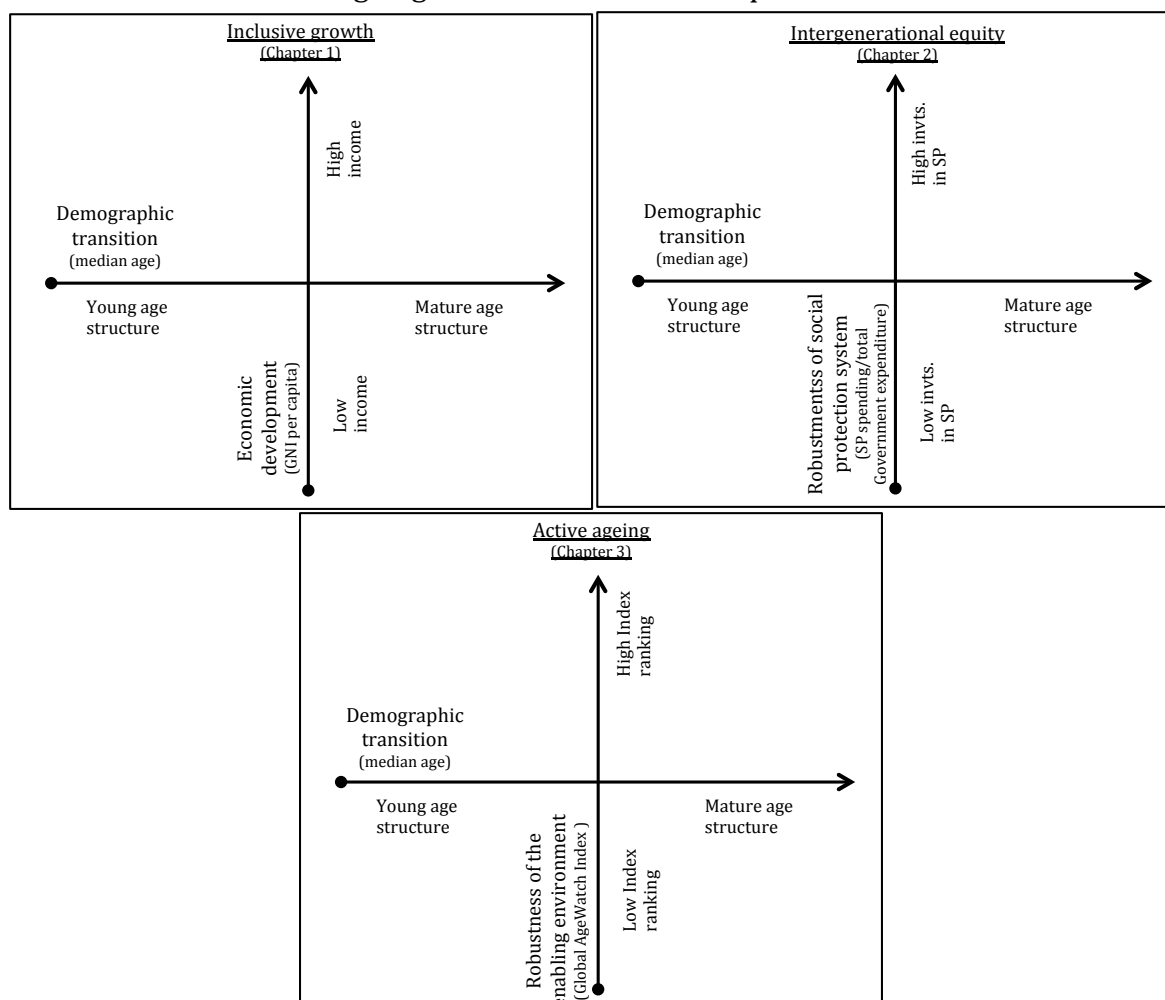 Inclusive growth
(Chapter 1)
High
income
Demographic
transition
(median age)
Young age
structure
Mature age
structure
Economic
development
(GNI per capita)
Low
income
Intergenerational equity
(Chapter 2)
High invts.
in SP
Demographic
transition
(median age)
Young age
structure
Mature age
structure
Robustmentss of social
protection system
(SP spending/total
Government expenditure)
Low invts.
in SP
Active ageing
(Chapter 3)
High Index
ranking
Demographic
transition
(median age)
Young age
structure
Mature age
structure
Robustness of the
enabling environment
(Global AgeWatch Index )
Low Index
ranking